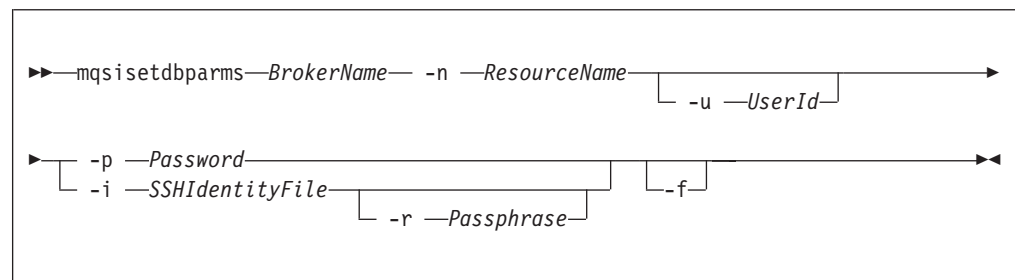 mqsisetdbparms BrokerName -n ResourceName
-u UserId
-p Password
-i SSHIdentityFile
-r Passphrase
-f